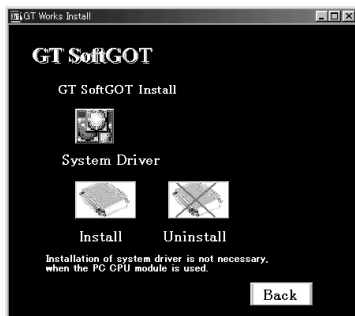 GT Works Install
GT SoftGOT
GT SoftGOT Install
System Driver
Install Uninstall
Installation of system driver is not necessary,
when the PC CPU module is used.
Back